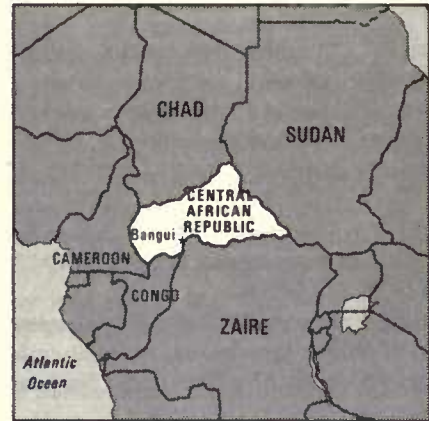 CHAD
SUDAN
CENTRAL
AFRICAN
REPUBLIC
Bangui
CAMEROON
CONGO
ZAIRE
Atlantic
Ocean